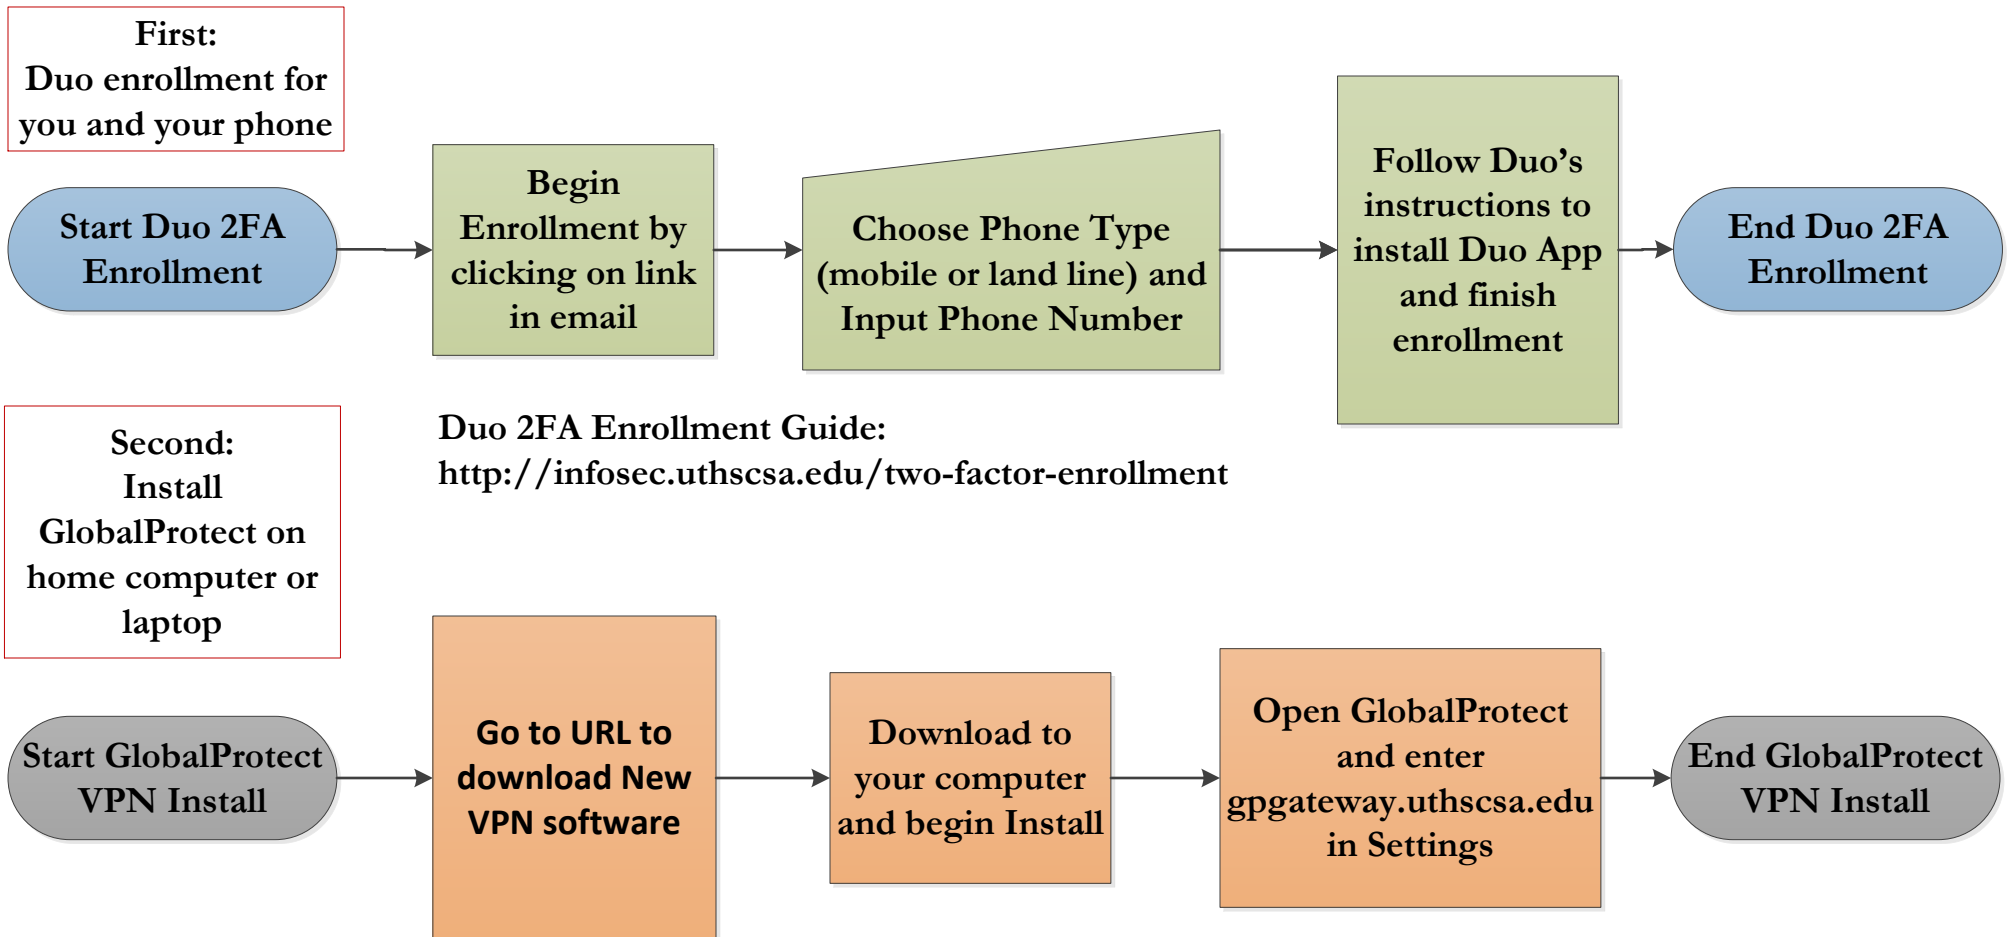 First:
Duo enrollment for
you and your phone
Start Duo 2FA
Enrollment
Begin
Enrollment by
clicking on link
in email
Choose Phone Type
(mobile or land line) and
Input Phone Number
Follow Duo’s
instructions to
install Duo App
and finish
enrollment
End Duo 2FA
Enrollment
Duo 2FA Enrollment Guide:
http://infosec.uthscsa.edu/two-factor-enrollment
Second:
Install
GlobalProtect on
home computer or
laptop
Start GlobalProtect
VPN Install
Go to URL to
download New
VPN software
Download to
your computer
and begin Install
Open GlobalProtect
and enter
gpgateway.uthscsa.edu
in Settings
End GlobalProtect
VPN Install